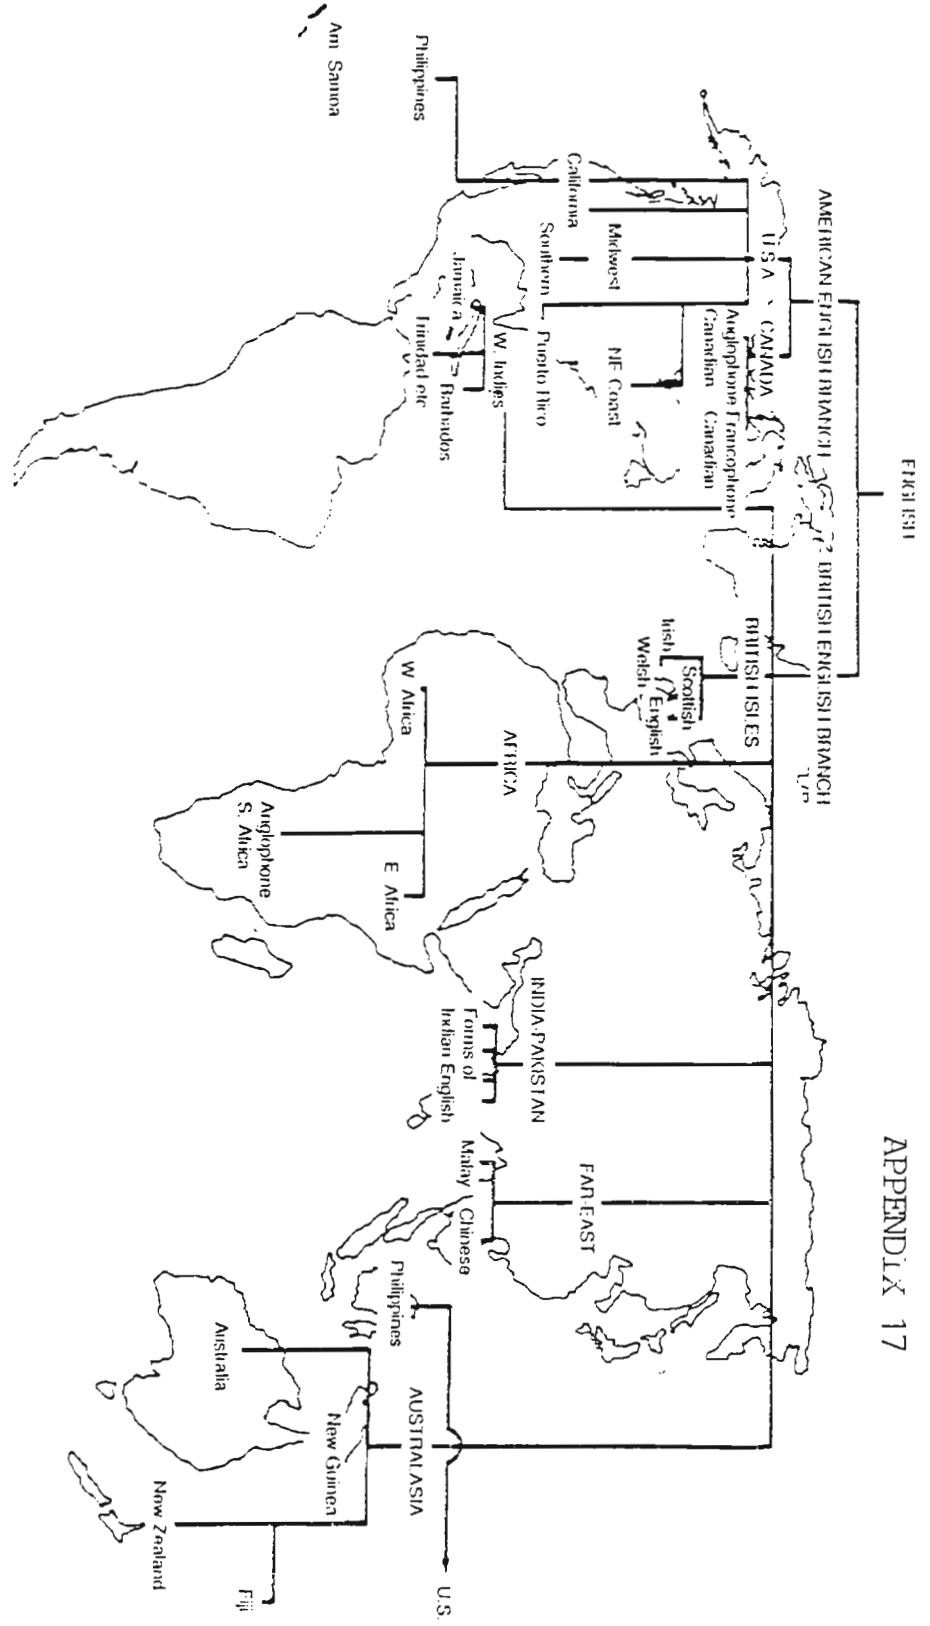 APPENDiX 17
ENGLISH
AMERICAN ENGLISH BRANCH
BRITISH ENGLISH BRANCH
U.S.A.
CANADA
BRITISH ISLES
Anglophone Francophone
Canadian Canadian
Irish
Scottish
Welsh
English
California
Midwest
Southern
NE Coast
Puerto Rico
W. Indies
Jamaica
Barbados
Trinidad etc
Philippines
Am Samoa
AFRICA
W. Africa
E Africa
Anglophone
S. Africa
INDIA-PAKISTAN
Forms of
Indian English
FAR-EAST
Malay
Chinese
Philippines
AUSTRALASIA
U.S.
New Guinea
Australia
New Zealand
Fiji